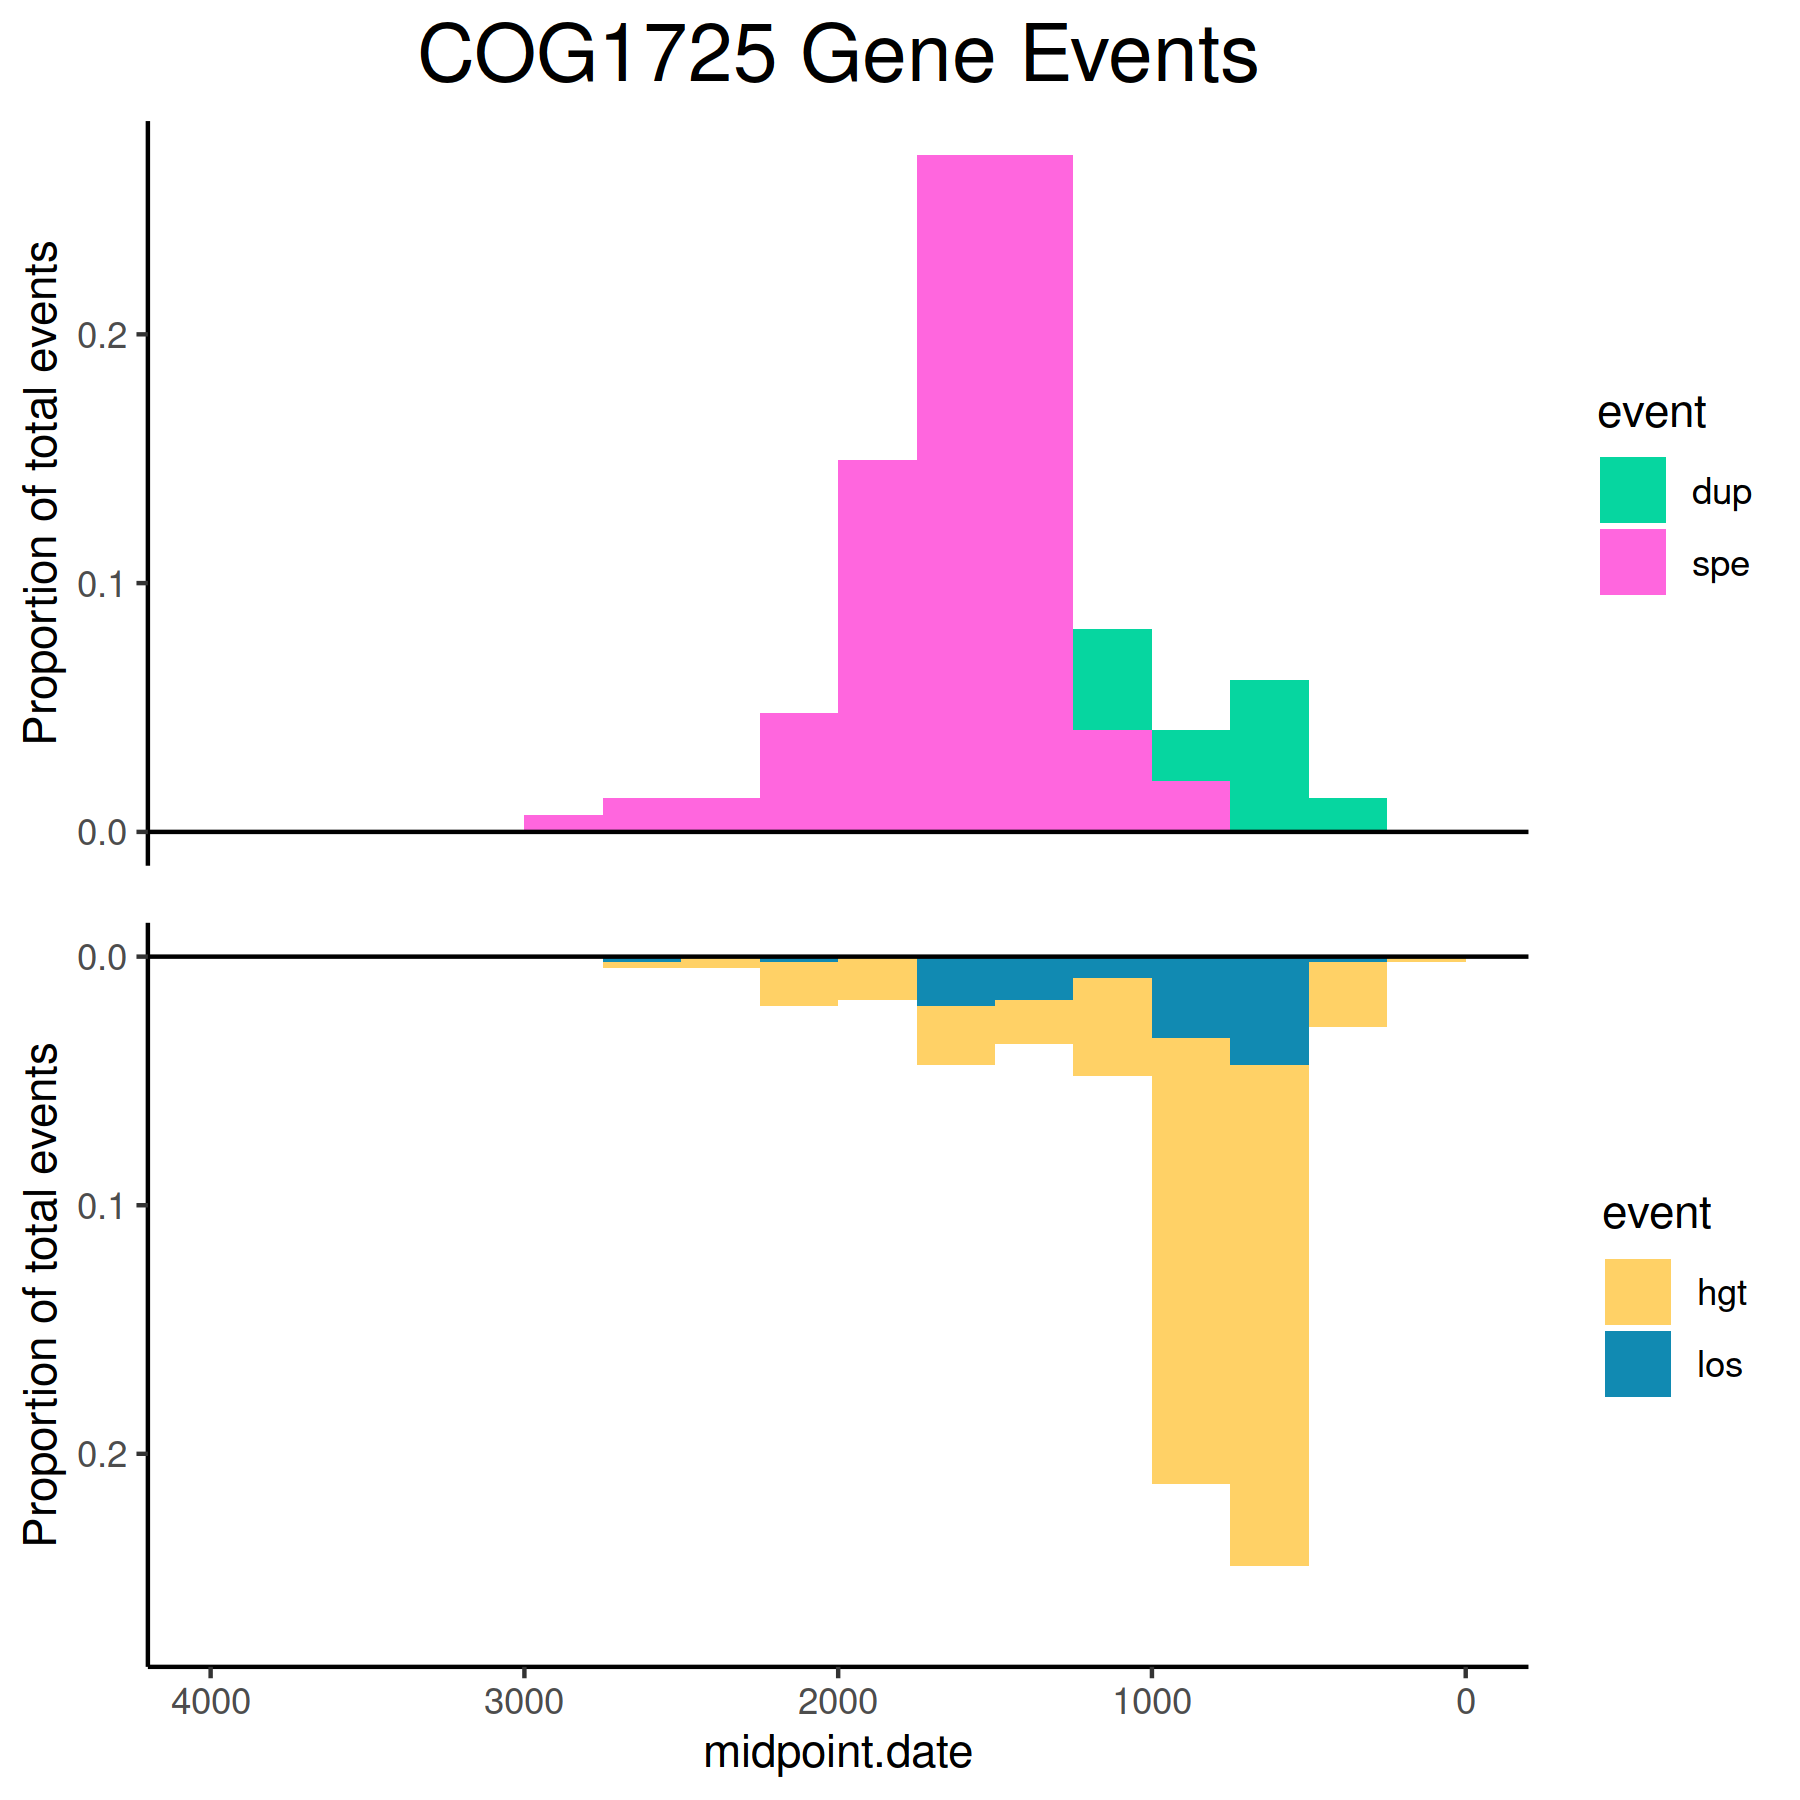 COG1725 Gene Events
Proportion of total events
0.2
0.1
0.0
event
dup
spe
Proportion of total events
0.0
0.1
0.2
event
hgt
los
4000 3000 2000 1000 0
midpoint.date